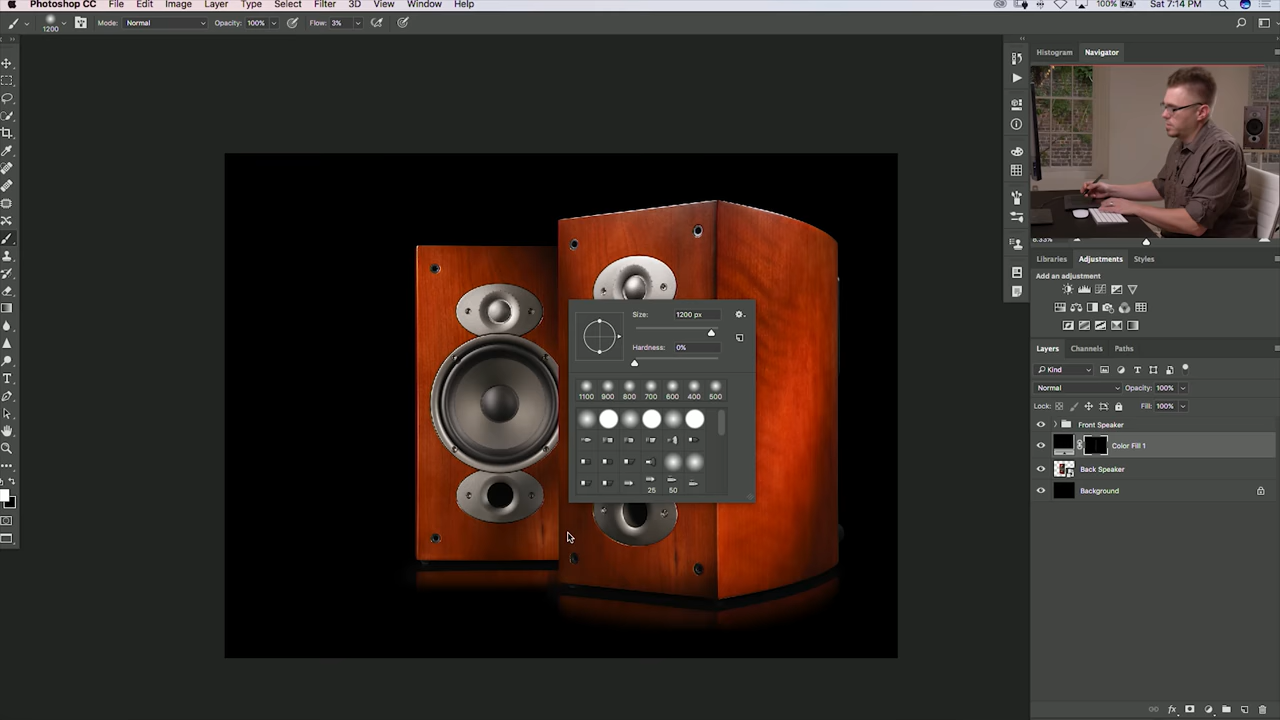 Photoshop CC File Edit Image Layer Type Select Filter 3D View Window Help 100% Sat 7:14 PM
1200 Mode: Normal Opacity: 100% Flow: 3%
Histogram Navigator
6.33%
Libraries Adjustments Styles
Add an adjustment
Size: 1200 px
Hardness: 0%
1100 900 800 700 600 400 500
25 50
Layers Channels Paths
Kind
Normal Opacity: 100%
Lock: Fill: 100%
Front Speaker
Color Fill 1
Back Speaker
Background